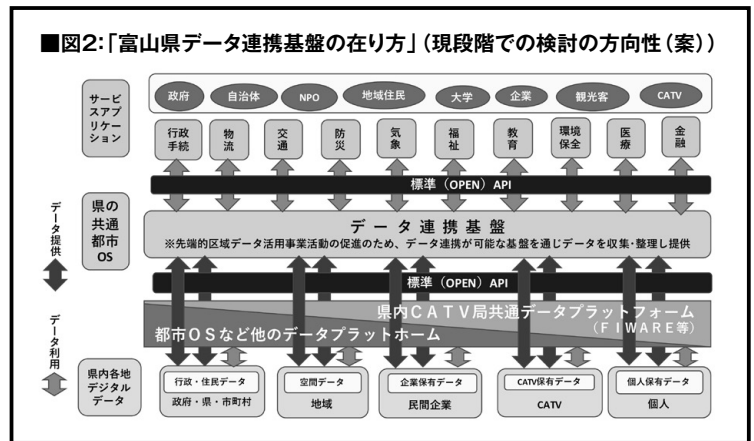 ■図2:「富山県データ連携基盤の在り方」(現段階での検討の方向性(案))
サービスアプリケーション
政府
自治体
NPO
地域住民
大学
企業
観光客
CATV
行政手続
物流
交通
防災
気象
福祉
教育
環境保全
医療
金融
標準(OPEN)API
県の共通都市OS
データ連携基盤
※先端的区域データ活用事業活動の促進のため、データ連携が可能な基盤を通じデータを収集・整理し提供
データ提供
標準(OPEN)API
県内CATV局共通データプラットフォーム
(FIWARE等)
都市OSなど他のデータプラットホーム
データ利用
県内各地デジタルデータ
行政・住民データ
政府・県・市町村
空間データ
地域
企業保有データ
民間企業
CATV保有データ
CATV
個人保有データ
個人